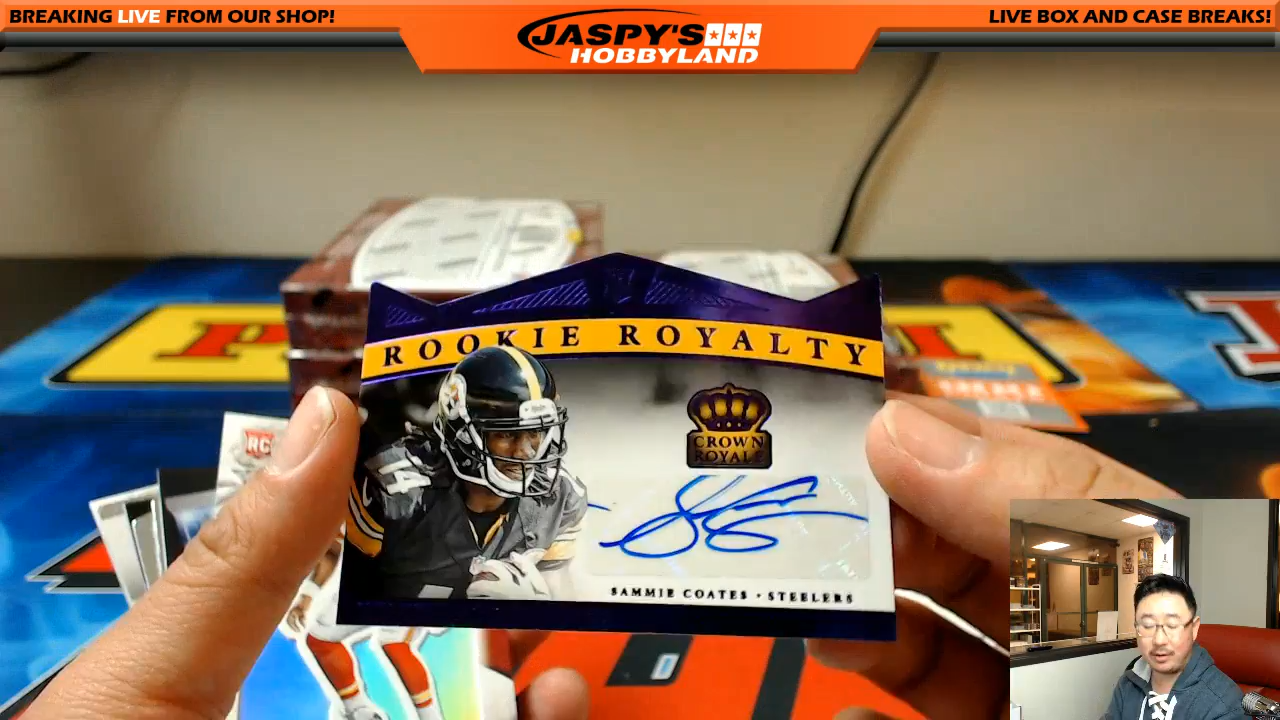 BREAKING LIVE FROM OUR SHOP!
JASPY'S
HOBBYLAND
LIVE BOX AND CASE BREAKS!
ROOKIE ROYALTY
CROWN
ROYALE
RC
14
SAMMIE COATES • STEELERS